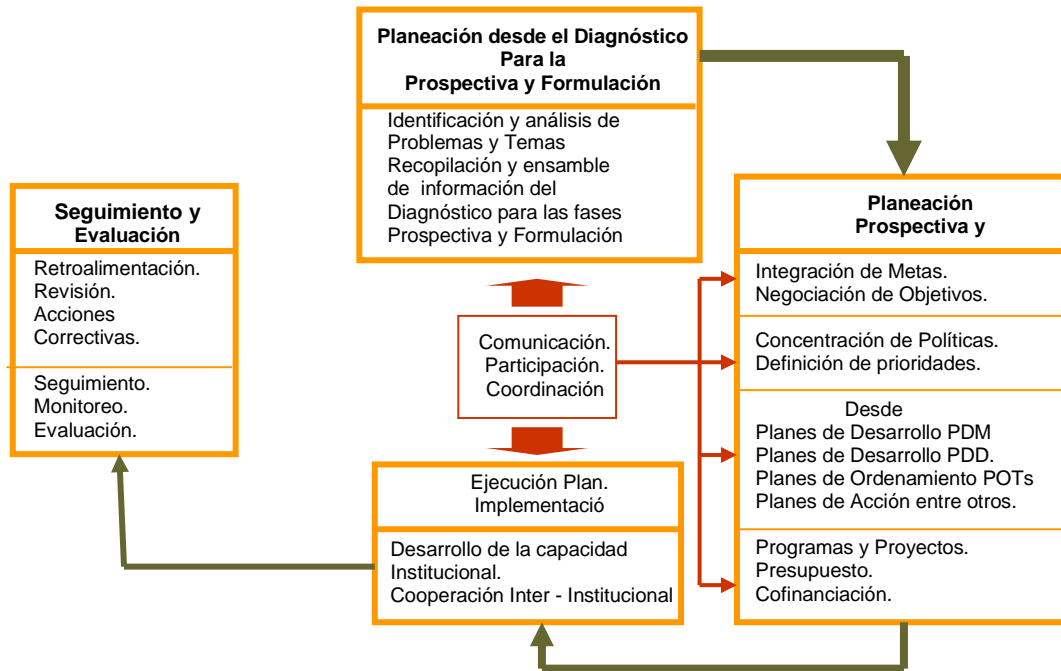 Planeación desde el Diagnóstico
Para la
Prospectiva y Formulación
Identificación y análisis de
Problemas y Temas
Recopilación y ensamble
de información del
Diagnóstico para las fases
Prospectiva y Formulación
Seguimiento y
Evaluación
Retroalimentación.
Revisión.
Acciones
Correctivas.
Seguimiento.
Monitoreo.
Evaluación.
Comunicación.
Participación.
Coordinación
Planeación
Prospectiva y
Integración de Metas.
Negociación de Objetivos.
Concentración de Políticas.
Definición de prioridades.
Desde
Planes de Desarrollo PDM
Planes de Desarrollo PDD.
Planes de Ordenamiento POTs
Planes de Acción entre otros.
Programas y Proyectos.
Presupuesto.
Cofinanciación.
Ejecución Plan.
Implementació
Desarrollo de la capacidad
Institucional.
Cooperación Inter - Institucional